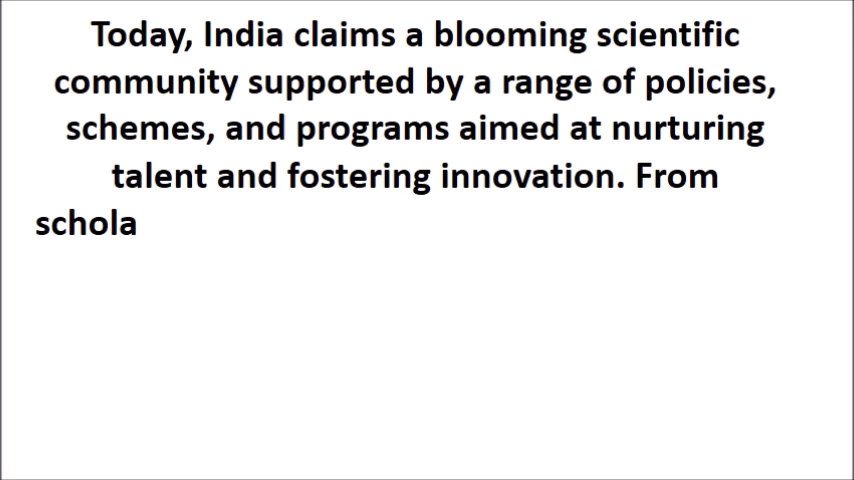 Today, India claims a blooming scientific
community supported by a range of policies,
schemes, and programs aimed at nurturing
talent and fostering innovation. From
schola